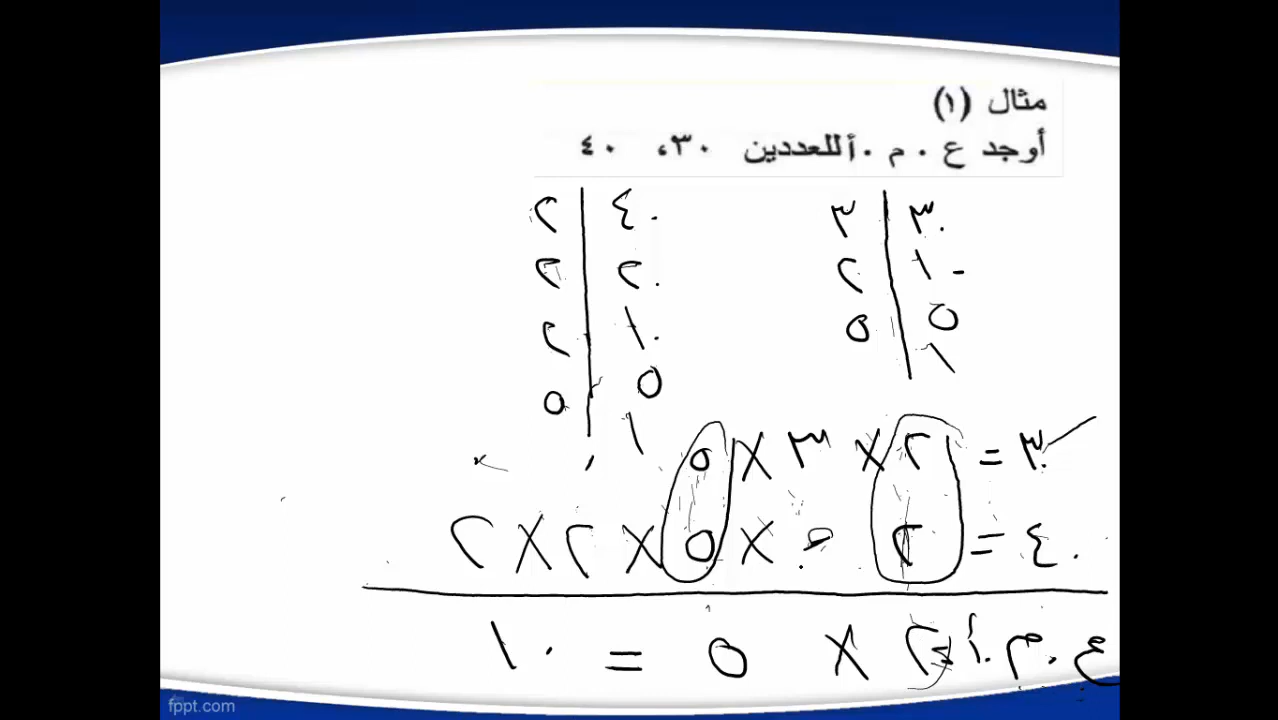 مثال (١)
أوجد ع . م . أ للعددين ٣٠، ٤٠
٣٠ | ٣
١٠ | ٢
٥ | ٥
١
٤٠ | ٢
٢٠ | ٢
١٠ | ٢
٥ | ٥
١
٣٠ = ٢ × ٣ × ٥
٤٠ = ٢ × ٥ × ٢ × ٢
ع . م . أ = ٢ × ٥ = ١٠
fppt.com